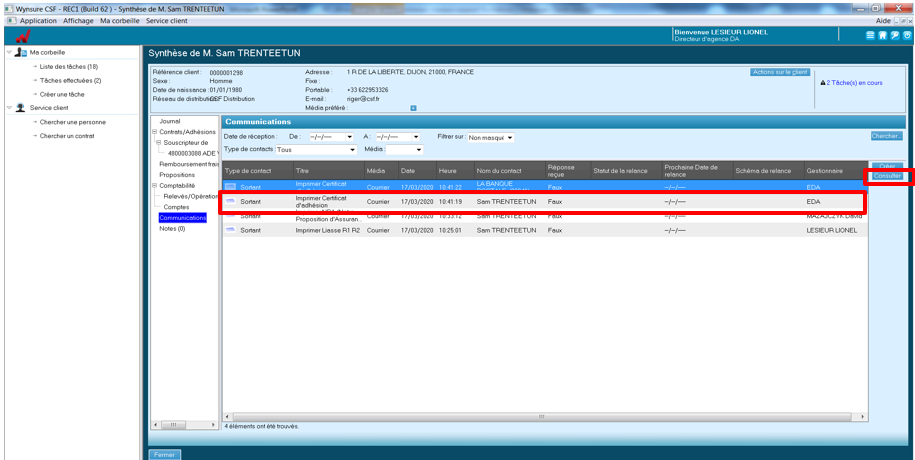 Wynsure CSF - REC1 (Build 62 ) - Synthèse de M. Sam TRENTEETUN
Application Affichage Ma corbeille Service client
Aide
Bienvenue LESIEUR LIONEL
Directeur d'agence DA
Ma corbeille
Liste des tâches (18)
Tâches effectuées (2)
Créer une tâche
Service client
Chercher une personne
Chercher un contrat
Synthèse de M. Sam TRENTEETUN
Référence client : 0000001298
Sexe : Homme
Date de naissance : 01/01/1980
Réseau de distribution CSF Distribution
Adresse : 1 R DE LA LIBERTE, DIJON, 21000, FRANCE
Fixe :
Portable : +33 622953326
E-mail : riger@csf.fr
Média préféré :
Actions sur le client
2 Tâche(s) en cours
Journal
Contrats/Adhésions
Souscripteur de
4800003088 ADE
Remboursement frais
Propositions
Comptabilité
Relevés/Opération
Comptes
Communications
Notes (0)
Communications
Date de réception : De : --/--/---- A : --/--/---- Filtrer sur : Non masqué
Chercher...
Type de contacts Tous Média :
Type de contact Titre Média Date Heure Nom du contact Réponse reçue Statut de la relance Prochaine Date de relance Schéma de relance Gestionnaire
Créer...
Consulter
Sortant Imprimer Certificat Courrier 17/03/2020 10:41:22 LA BANQUE Faux --/--/---- EDA
Sortant Imprimer Certificat d'adhésion Courrier 17/03/2020 10:41:19 Sam TRENTEETUN Faux --/--/---- EDA
Sortant Proposition d'Assuran... Courrier 17/03/2020 10:33:12 Sam TRENTEETUN Faux --/--/---- MAZAJCZYK David
Sortant Imprimer Liasse R1 R2 Courrier 17/03/2020 10:25:01 Sam TRENTEETUN Faux --/--/---- LESIEUR LIONEL
4 éléments ont été trouvés.
Fermer